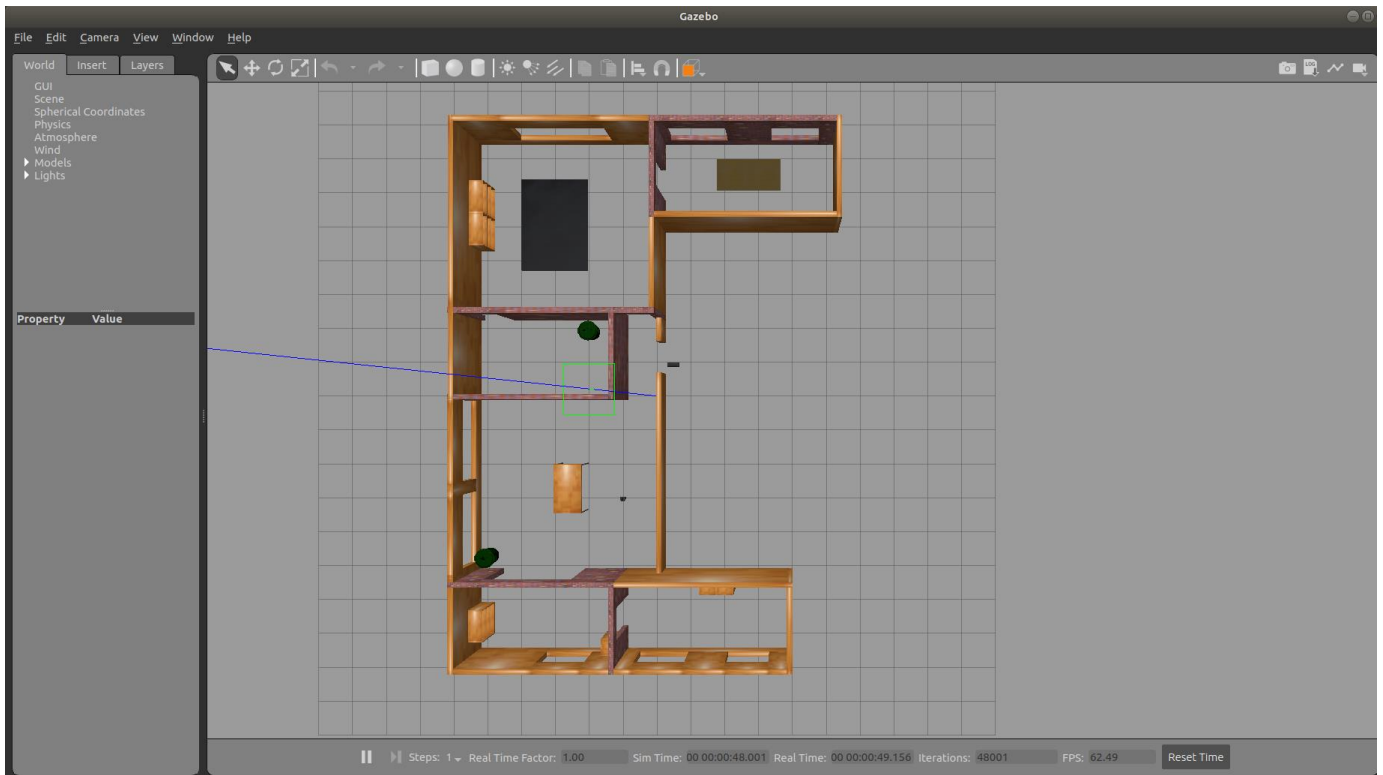 Gazebo
File Edit Camera View Window Help
World Insert Layers
GUI
Scene
Spherical Coordinates
Physics
Atmosphere
Wind
Models
Lights
Property Value
Steps: 1 Real Time Factor: 1.00 Sim Time: 00 00:00:48.001 Real Time: 00 00:00:49.156 Iterations: 48001 FPS: 62.49 Reset Time